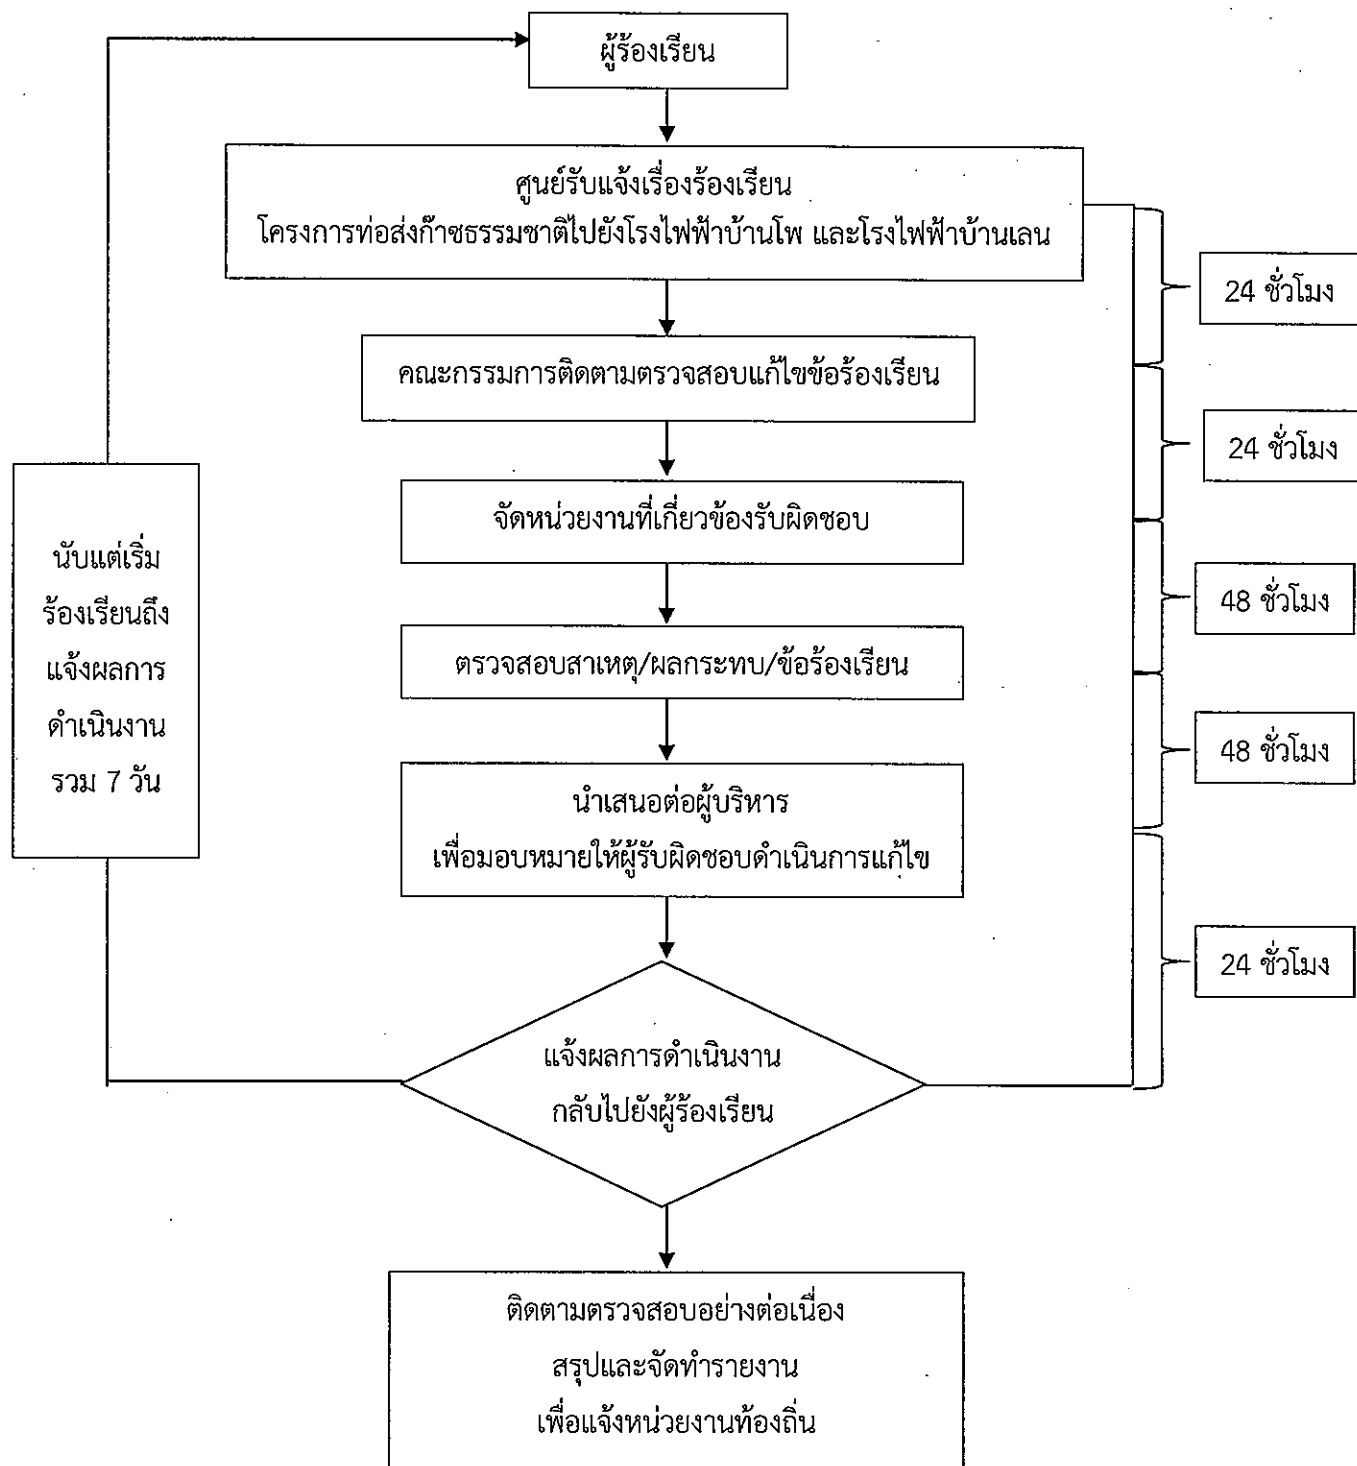 ผู้ร้องเรียน
ศูนย์รับแจ้งเรื่องร้องเรียน
โครงการท่อส่งก๊าซธรรมชาติไปยังโรงไฟฟ้าบ้านโพ และโรงไฟฟ้าบ้านเลน
24 ชั่วโมง
คณะกรรมการติดตามตรวจสอบแก้ไขข้อร้องเรียน
24 ชั่วโมง
จัดหน่วยงานที่เกี่ยวข้องรับผิดชอบ
48 ชั่วโมง
ตรวจสอบสาเหตุ/ผลกระทบ/ข้อร้องเรียน
48 ชั่วโมง
นำเสนอต่อผู้บริหาร
เพื่อมอบหมายให้ผู้รับผิดชอบดำเนินการแก้ไข
24 ชั่วโมง
นับแต่เริ่ม
ร้องเรียนถึง
แจ้งผลการ
ดำเนินงาน
รวม 7 วัน
แจ้งผลการดำเนินงาน
กลับไปยังผู้ร้องเรียน
ติดตามตรวจสอบอย่างต่อเนื่อง
สรุปและจัดทำรายงาน
เพื่อแจ้งหน่วยงานท้องถิ่น